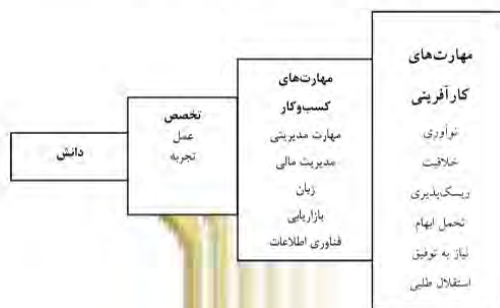 مهارت‌های
کارآفرینی
نوآوری
خلاقیت
ریسک‌پذیری
تحمل ابهام
نیاز به توفیق
استقلال طلبی
مهارت‌های
کسب‌وکار
مهارت مدیریتی
مدیریت مالی
زبان
بازاریابی
فناوری اطلاعات
تخصص
عمل
تجربه
دانش